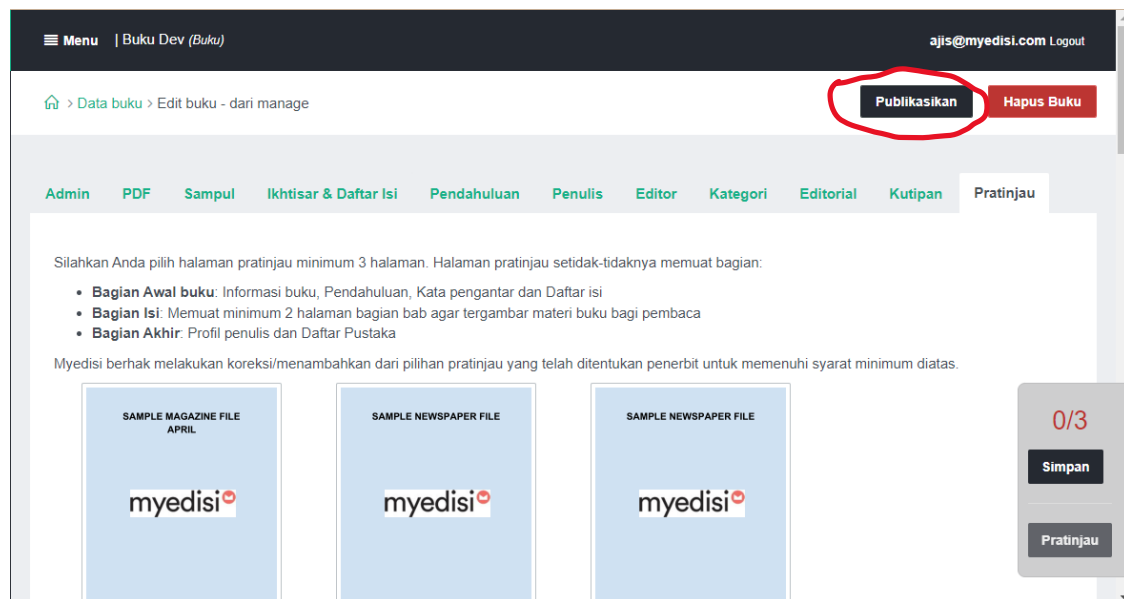 Menu | Buku Dev (Buku) ajis@myedisi.com Logout
> Data buku > Edit buku - dari manage Publikasikan Hapus Buku
Admin PDF Sampul Ikhtisar & Daftar Isi Pendahuluan Penulis Editor Kategori Editorial Kutipan Pratinjau
Silahkan Anda pilih halaman pratinjau minimum 3 halaman. Halaman pratinjau setidak-tidaknya memuat bagian:
• Bagian Awal buku: Informasi buku, Pendahuluan, Kata pengantar dan Daftar isi
• Bagian Isi: Memuat minimum 2 halaman bagian bab agar tergambar materi buku bagi pembaca
• Bagian Akhir: Profil penulis dan Daftar Pustaka
Myedisi berhak melakukan koreksi/menambahkan dari pilihan pratinjau yang telah ditentukan penerbit untuk memenuhi syarat minimum diatas.
SAMPLE MAGAZINE FILE
APRIL
myedisi
SAMPLE NEWSPAPER FILE
myedisi
SAMPLE NEWSPAPER FILE
myedisi
0/3
Simpan
Pratinjau